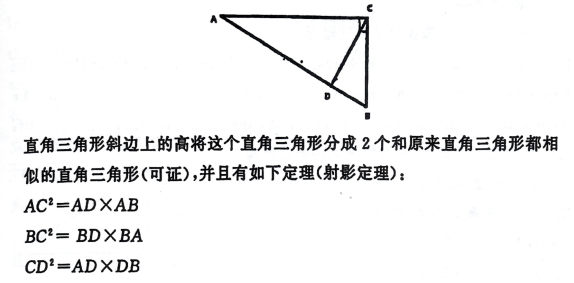 A
C
D
B
直角三角形斜边上的高将这个直角三角形分成 2 个和原来直角三角形都相
似的直角三角形(可证),并且有如下定理(射影定理):
AC²=AD×AB
BC²= BD×BA
CD²=AD×DB